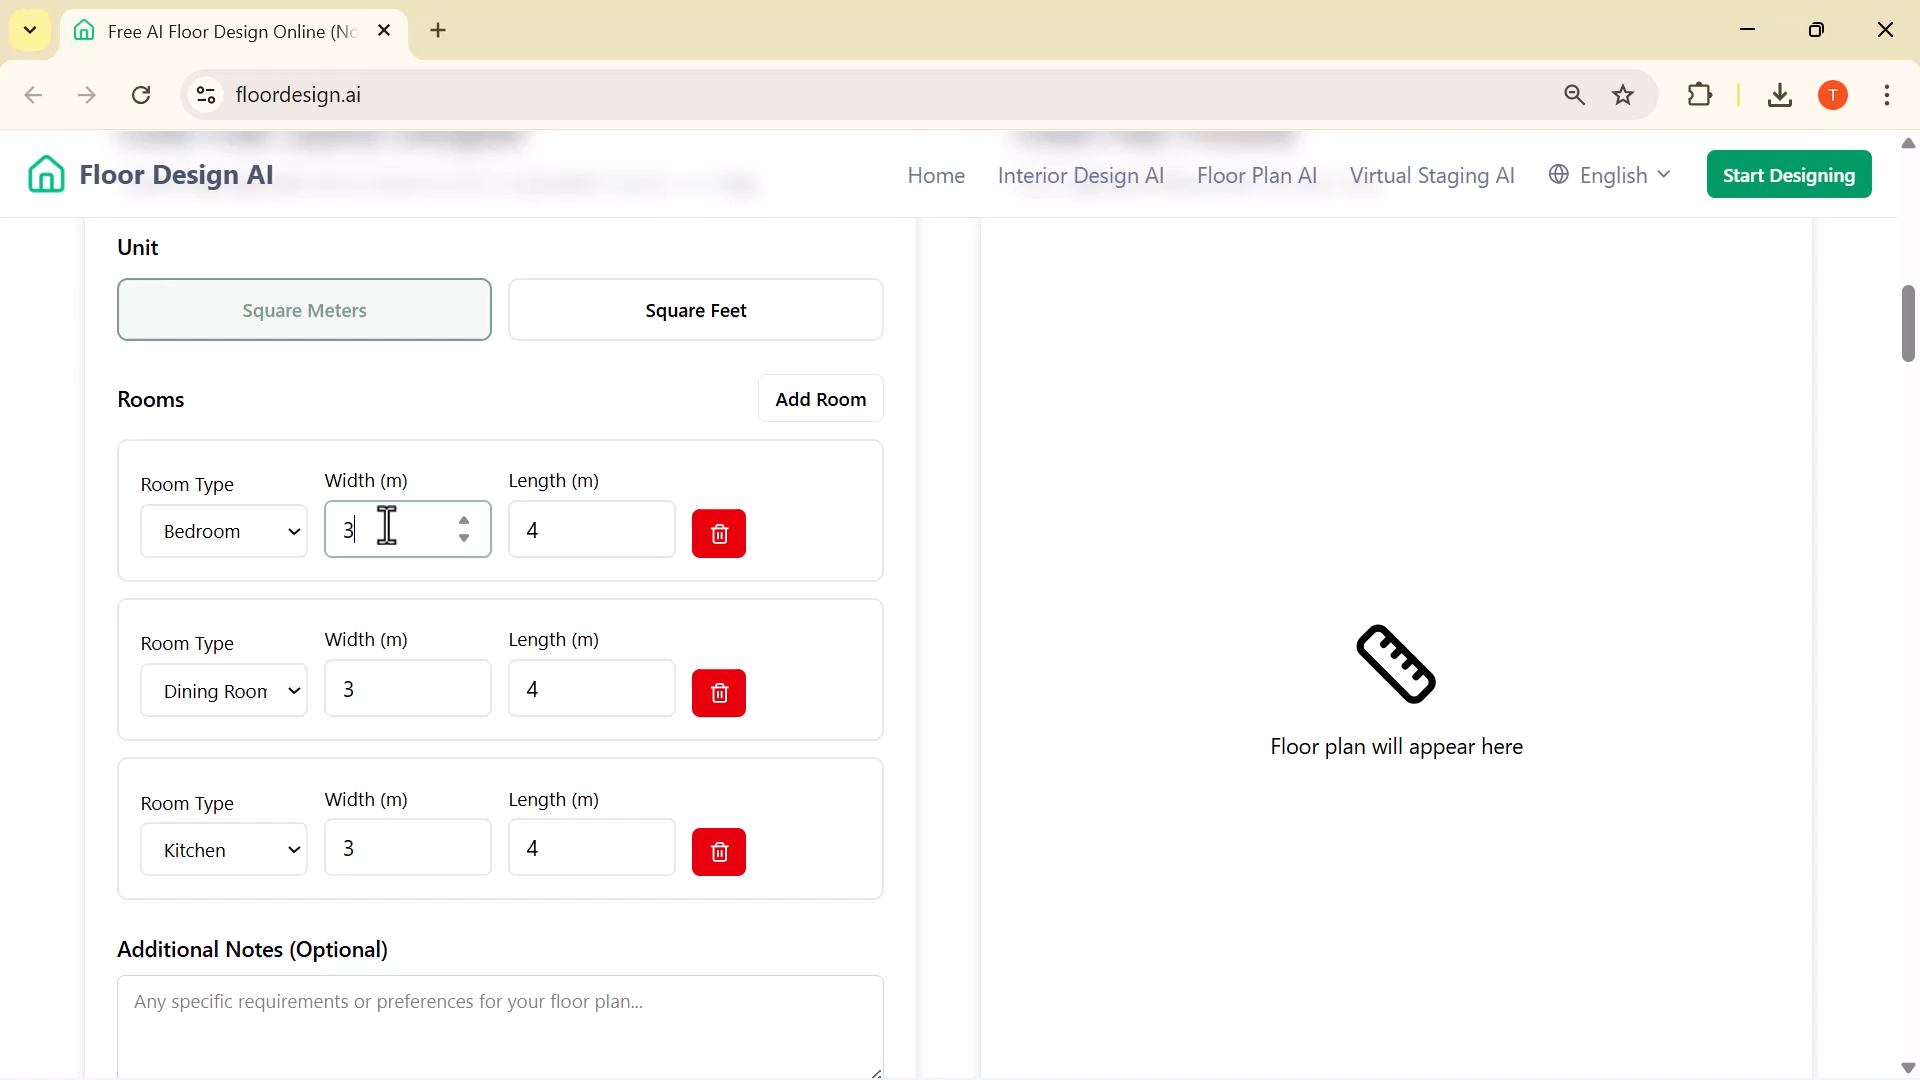 Free AI Floor Design Online (No
floordesign.ai
T
Floor Design AI
Home
Interior Design AI
Floor Plan AI
Virtual Staging AI
English
Start Designing
Unit
Square Meters
Square Feet
Rooms
Add Room
Room Type
Width (m)
Length (m)
Bedroom
3
4
Room Type
Width (m)
Length (m)
Dining Room
3
4
Room Type
Width (m)
Length (m)
Kitchen
3
4
Additional Notes (Optional)
Any specific requirements or preferences for your floor plan...
Floor plan will appear here